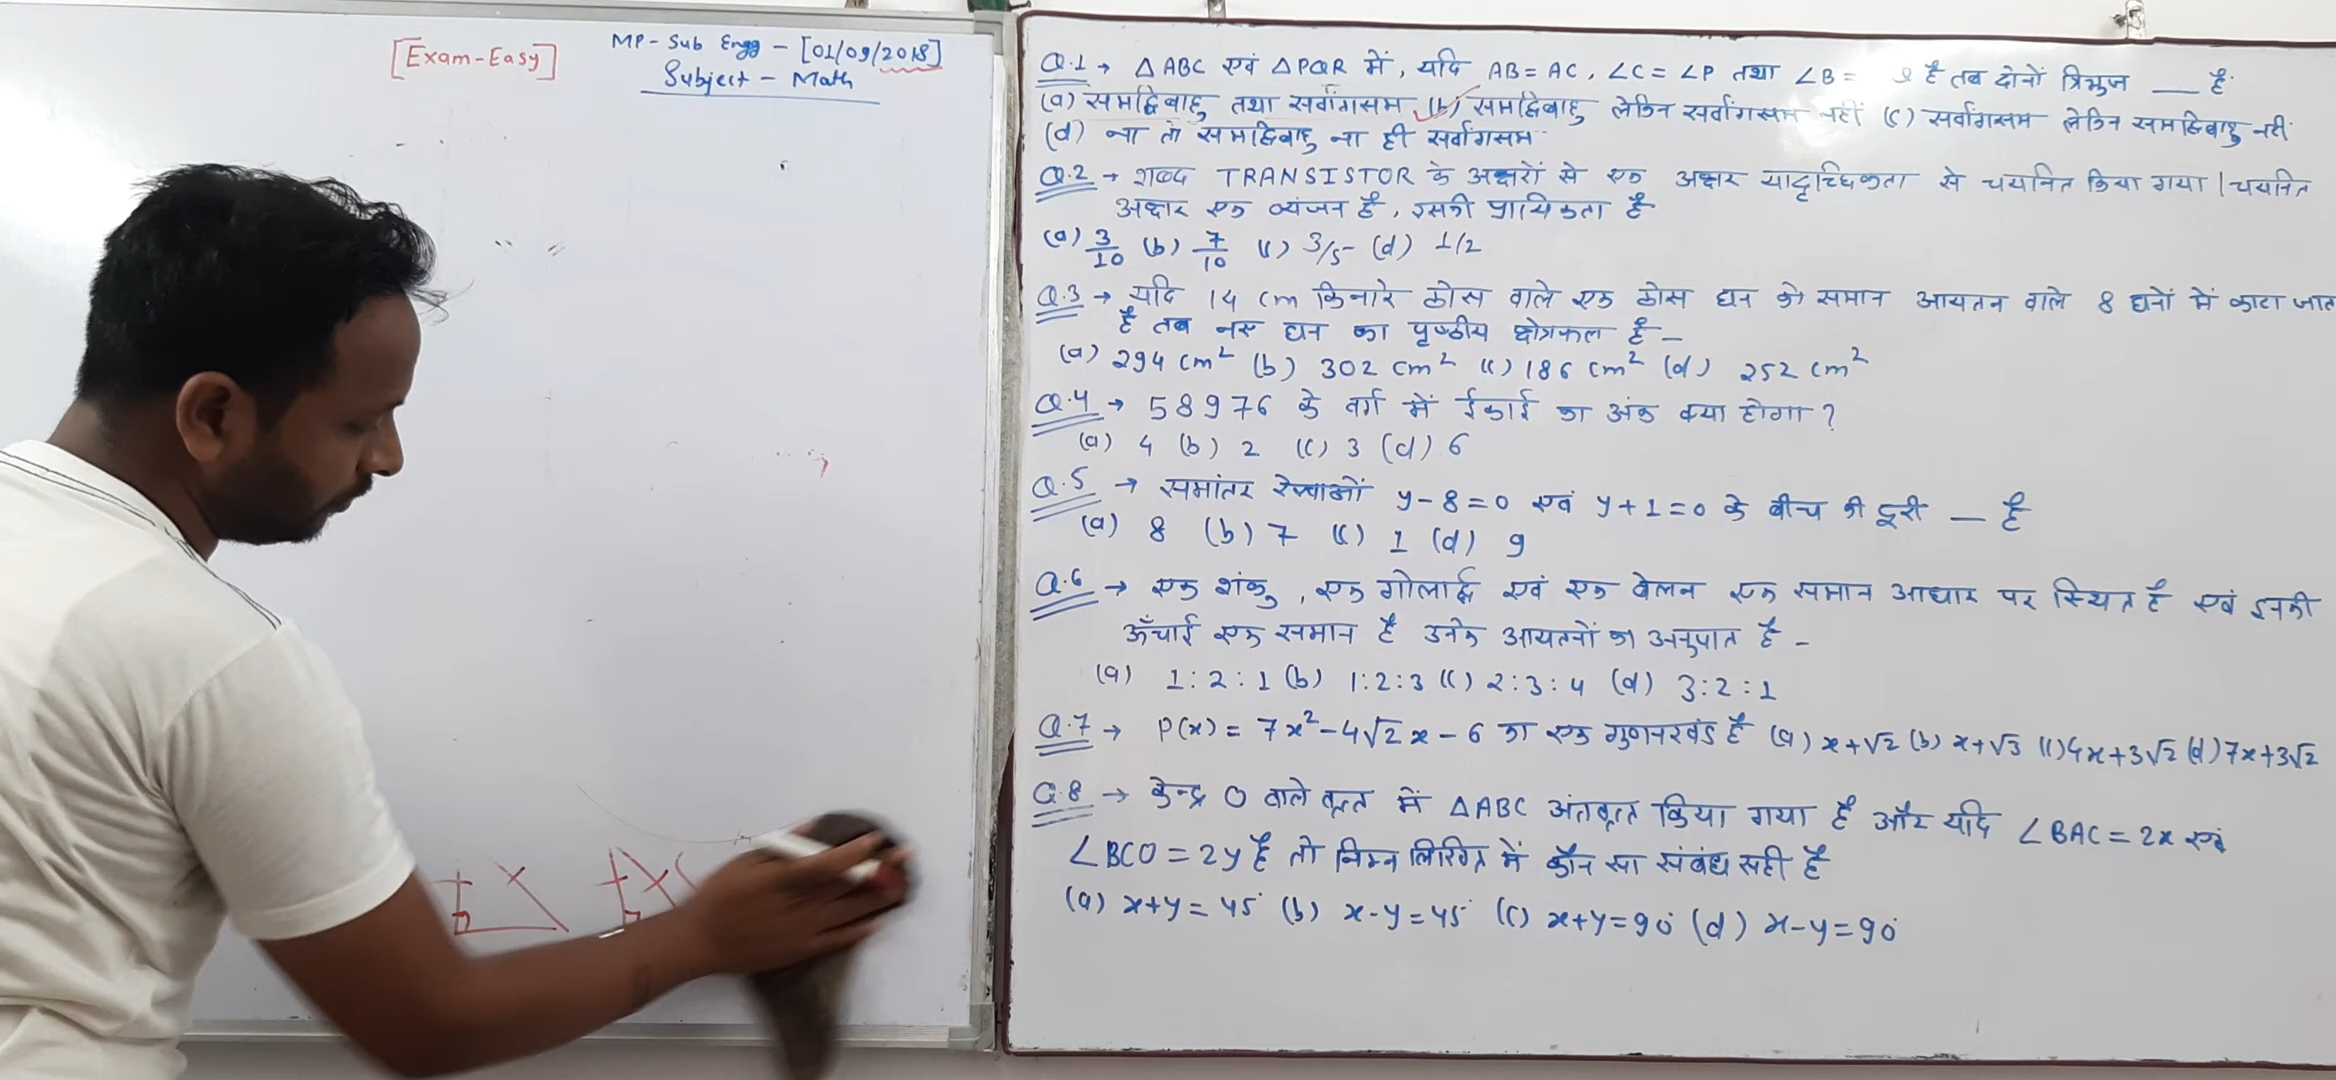 [Exam-Easy]
MP- Sub Engg - [01/09/2018]
Subject - Math
Q.1 → △ABC एवं △PQR में, यदि AB = AC, ∠C = ∠P तथा ∠B = है तब दोनों त्रिभुज __ है
(a) समद्विबाहु तथा सर्वांगसम (b) समद्विबाहु लेकिन सर्वांगसम नहीं (c) सर्वांगसम लेकिन समद्विबाहु नहीं
(d) ना तो समद्विबाहु ना ही सर्वांगसम
Q.2 → शब्द TRANSISTOR के अक्षरों से एक अक्षर यादृच्छिकता से चयनित किया गया । चयनित
अक्षर एक व्यंजन है, इसकी प्रायिकता है
(a) 3/10 (b) 7/10 (c) 3/5 (d) 1/2
Q.3 → यदि 14 cm किनारे ठोस वाले एक ठोस घन को समान आयतन वाले 8 घनों में काटा जात
है तब नए घन का पृष्ठीय क्षेत्रफल है -
(a) 294 cm² (b) 302 cm² (c) 186 cm² (d) 252 cm²
Q.4 → 58976 के वर्ग में ईकाई का अंक क्या होगा ?
(a) 4 (b) 2 (c) 3 (d) 6
Q.5 → समांतर रेखाओं y-8=0 एवं y+1=0 के बीच की दूरी — है
(a) 8 (b) 7 (c) 1 (d) 9
Q.6 → एक शंकु, एक गोलार्द्ध एवं एक बेलन एक समान आधार पर स्थित है एवं इनकी
ऊँचाई एक समान है उनके आयतनों का अनुपात है -
(a) 1:2:1 (b) 1:2:3 (c) 2:3:4 (d) 3:2:1
Q.7 → P(x) = 7x²-4√2x-6 का एक गुणनखंड है (a) x+√2 (b) x+√3 (c) 4x+3√2 (d) 7x+3√2
Q.8 → केन्द्र O वाले वृत्त में △ABC अंतवृत्त किया गया है और यदि ∠BAC = 2x एवं
∠BCO = 2y है तो निम्न लिखित में कौन सा संबंध सही है
(a) x+y = 45° (b) x-y = 45° (c) x+y=90° (d) x-y=90°